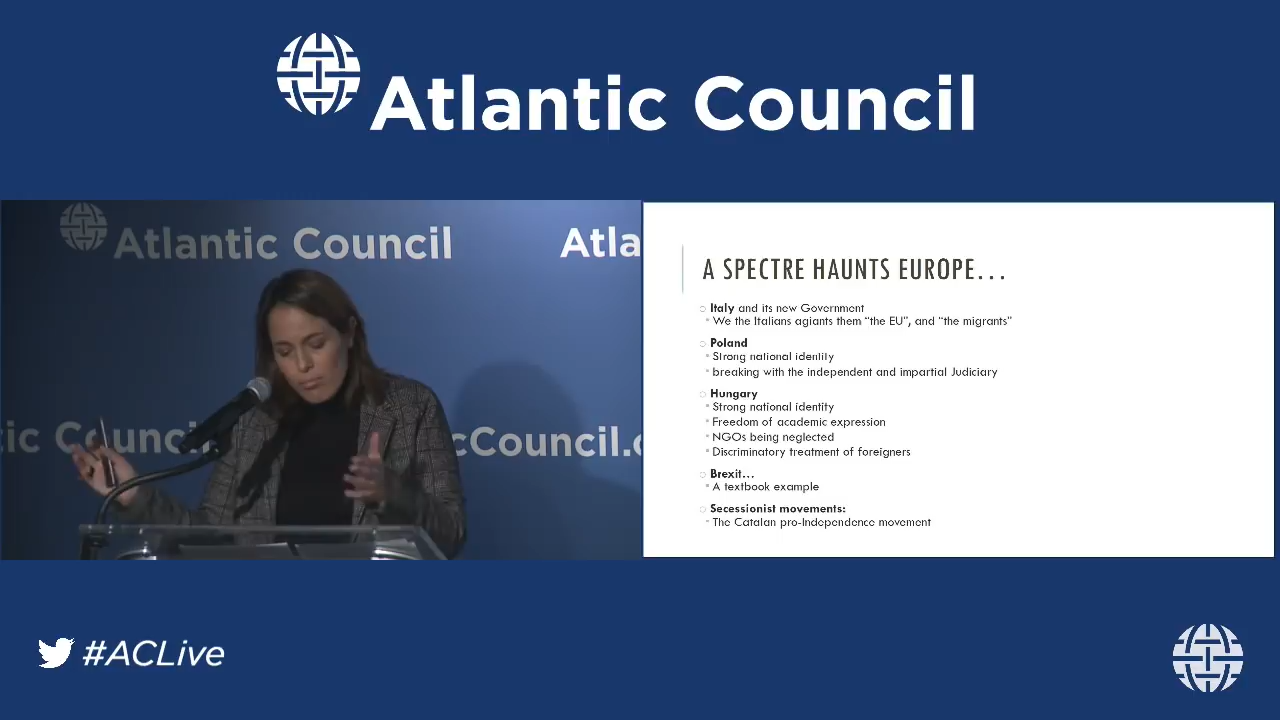 Atlantic Council
Atlantic Council
Atla
tic Counci
cCouncil.
A SPECTRE HAUNTS EUROPE...
Italy and its new Government
We the Italians agiants them “the EU”, and “the migrants”
Poland
Strong national identity
breaking with the independent and impartial Judiciary
Hungary
Strong national identity
Freedom of academic expression
NGOs being neglected
Discriminatory treatment of foreigners
Brexit...
A textbook example
Secessionist movements:
The Catalan pro-Independence movement
#ACLive